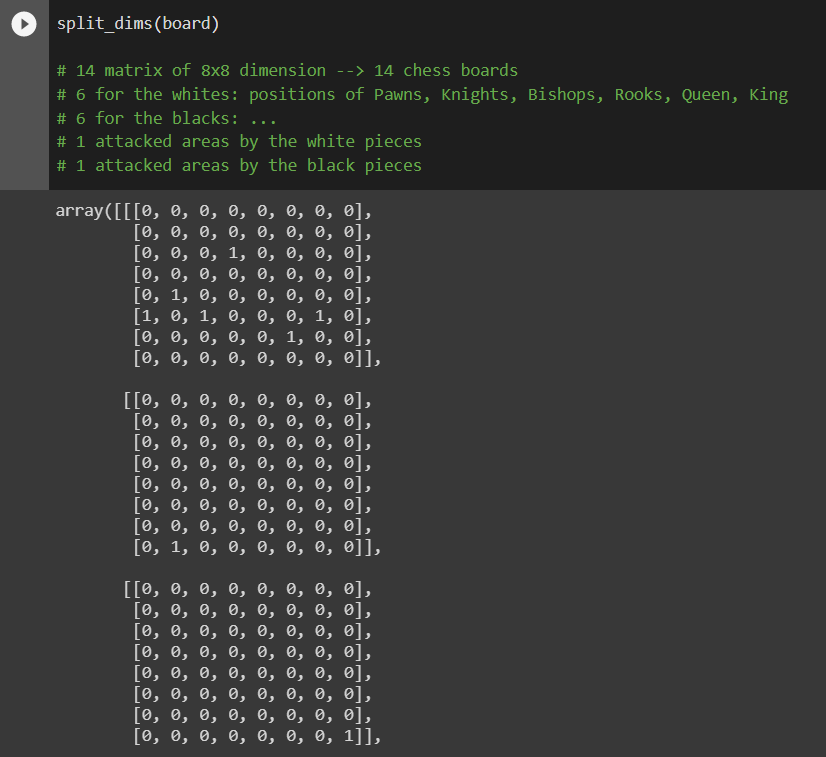 split_dims(board)
# 14 matrix of 8x8 dimension --> 14 chess boards
# 6 for the whites: positions of Pawns, Knights, Bishops, Rooks, Queen, King
# 6 for the blacks: ...
# 1 attacked areas by the white pieces
# 1 attacked areas by the black pieces
array([[[0, 0, 0, 0, 0, 0, 0, 0],
[0, 0, 0, 0, 0, 0, 0, 0],
[0, 0, 0, 1, 0, 0, 0, 0],
[0, 0, 0, 0, 0, 0, 0, 0],
[0, 1, 0, 0, 0, 0, 0, 0],
[1, 0, 1, 0, 0, 0, 1, 0],
[0, 0, 0, 0, 0, 1, 0, 0],
[0, 0, 0, 0, 0, 0, 0, 0]],
[[0, 0, 0, 0, 0, 0, 0, 0],
[0, 0, 0, 0, 0, 0, 0, 0],
[0, 0, 0, 0, 0, 0, 0, 0],
[0, 0, 0, 0, 0, 0, 0, 0],
[0, 0, 0, 0, 0, 0, 0, 0],
[0, 0, 0, 0, 0, 0, 0, 0],
[0, 0, 0, 0, 0, 0, 0, 0],
[0, 1, 0, 0, 0, 0, 0, 0]],
[[0, 0, 0, 0, 0, 0, 0, 0],
[0, 0, 0, 0, 0, 0, 0, 0],
[0, 0, 0, 0, 0, 0, 0, 0],
[0, 0, 0, 0, 0, 0, 0, 0],
[0, 0, 0, 0, 0, 0, 0, 0],
[0, 0, 0, 0, 0, 0, 0, 0],
[0, 0, 0, 0, 0, 0, 0, 0],
[0, 0, 0, 0, 0, 0, 0, 1]],